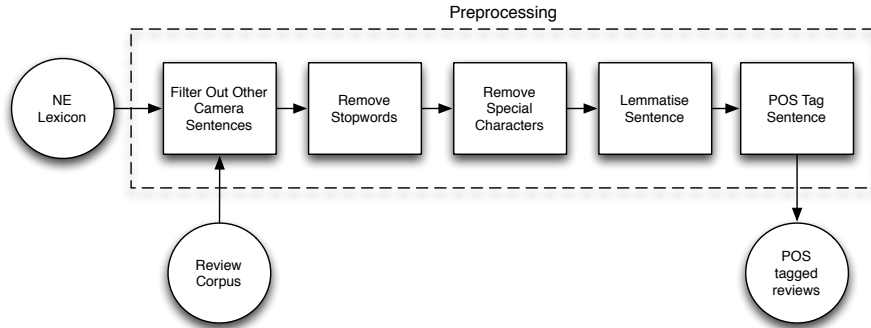 Preprocessing
NE
Lexicon
Filter Out Other
Camera
Sentences
Remove
Stopwords
Remove
Special
Characters
Lemmatise
Sentence
POS Tag
Sentence
Review
Corpus
POS
tagged
reviews